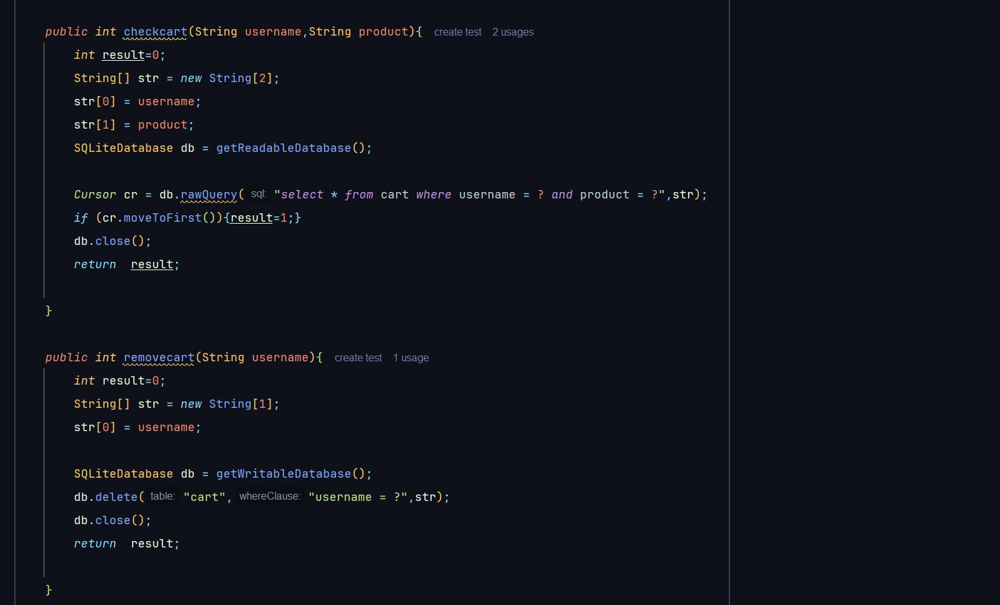 public int checkcart(String username,String product){ create test 2 usages
int result=0;
String[] str = new String[2];
str[0] = username;
str[1] = product;
SQLiteDatabase db = getReadableDatabase();
Cursor cr = db.rawQuery( sql: "select * from cart where username = ? and product = ?",str);
if (cr.moveToFirst()){result=1;}
db.close();
return  result;
}
public int removecart(String username){ create test 1 usage
int result=0;
String[] str = new String[1];
str[0] = username;
SQLiteDatabase db = getWritableDatabase();
db.delete( table: "cart", whereClause: "username = ?",str);
db.close();
return  result;
}